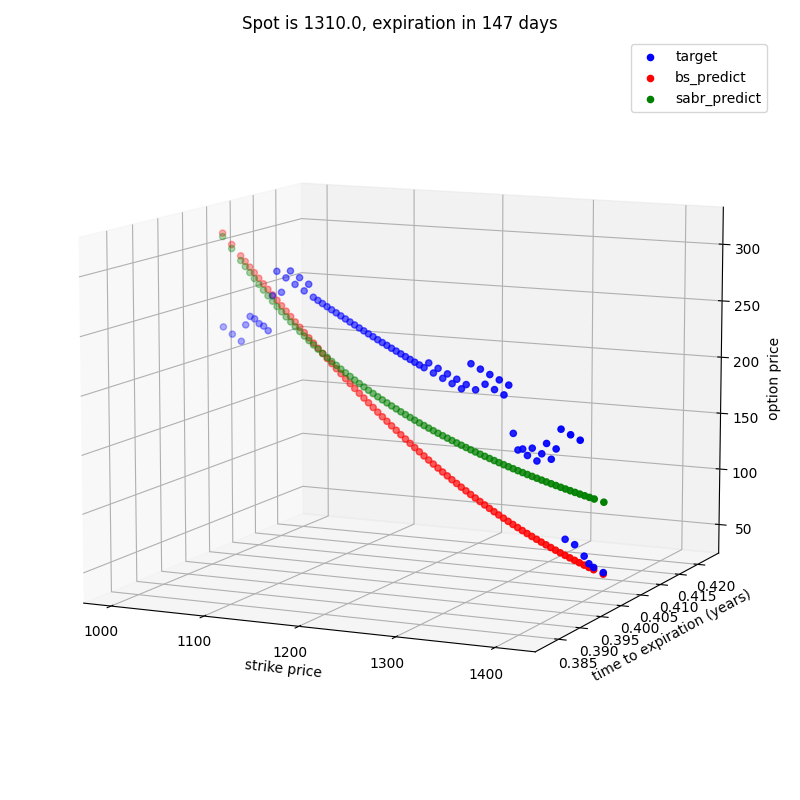 Spot is 1310.0, expiration in 147 days
target
bs_predict
sabr_predict
300
250
200
150
100
50
option price
0.420
0.415
0.410
0.405
0.400
0.395
0.390
0.385
time to expiration (years)
1000
1100
1200
1300
1400
strike price